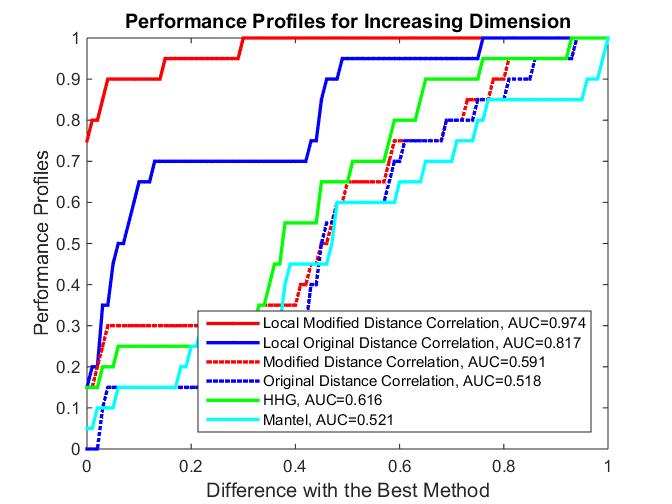 Performance Profiles for Increasing Dimension
1
0.9
0.8
0.7
0.6
0.5
0.4
0.3
0.2
0.1
0
Performance Profiles
Local Modified Distance Correlation, AUC=0.974
Local Original Distance Correlation, AUC=0.817
Modified Distance Correlation, AUC=0.591
Original Distance Correlation, AUC=0.518
HHG, AUC=0.616
Mantel, AUC=0.521
0 0.2 0.4 0.6 0.8 1
Difference with the Best Method